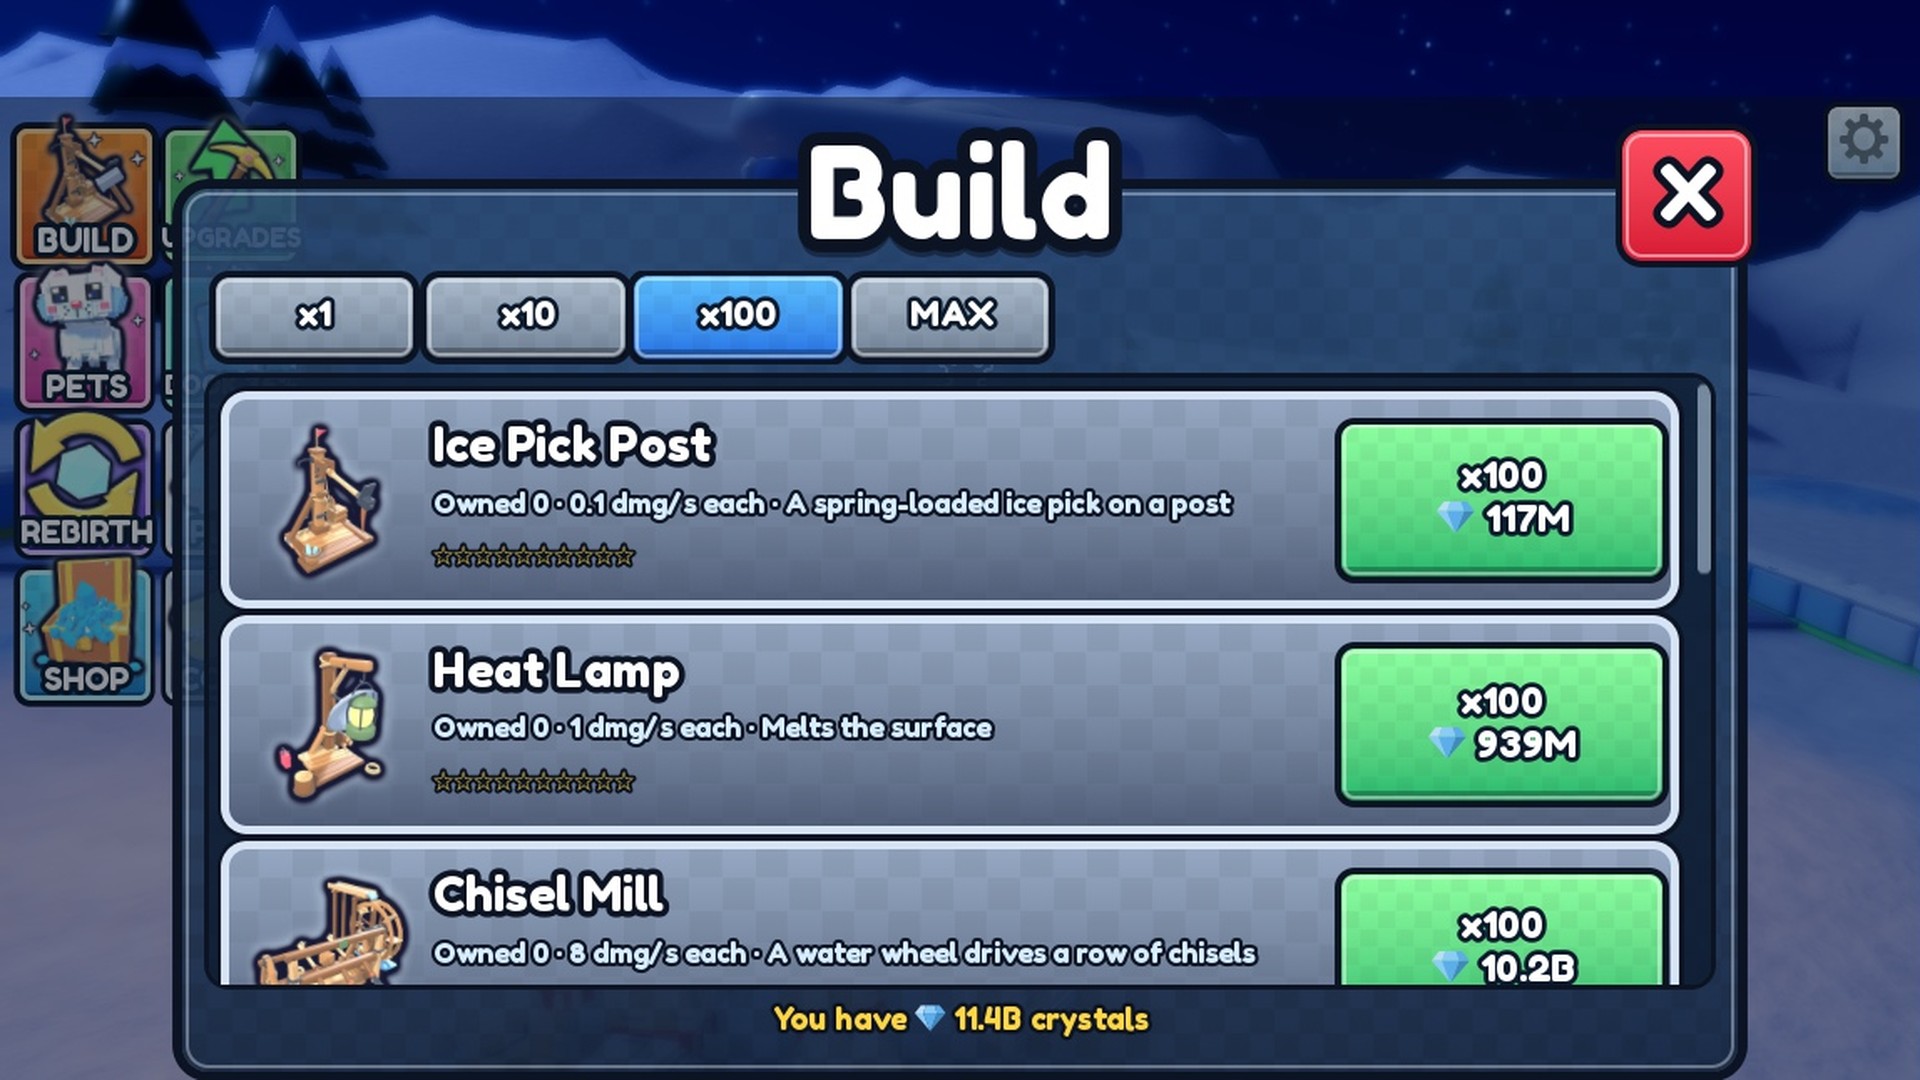 Build
BUILD
UPGRADES
PETS
REBIRTH
SHOP
x1
x10
x100
MAX
Ice Pick Post
Owned 0 · 0.1 dmg/s each · A spring-loaded ice pick on a post
☆☆☆☆☆☆☆☆☆☆
x100
117M
Heat Lamp
Owned 0 · 1 dmg/s each · Melts the surface
☆☆☆☆☆☆☆☆☆☆
x100
939M
Chisel Mill
Owned 0 · 8 dmg/s each · A water wheel drives a row of chisels
x100
10.2B
You have 11.4B crystals